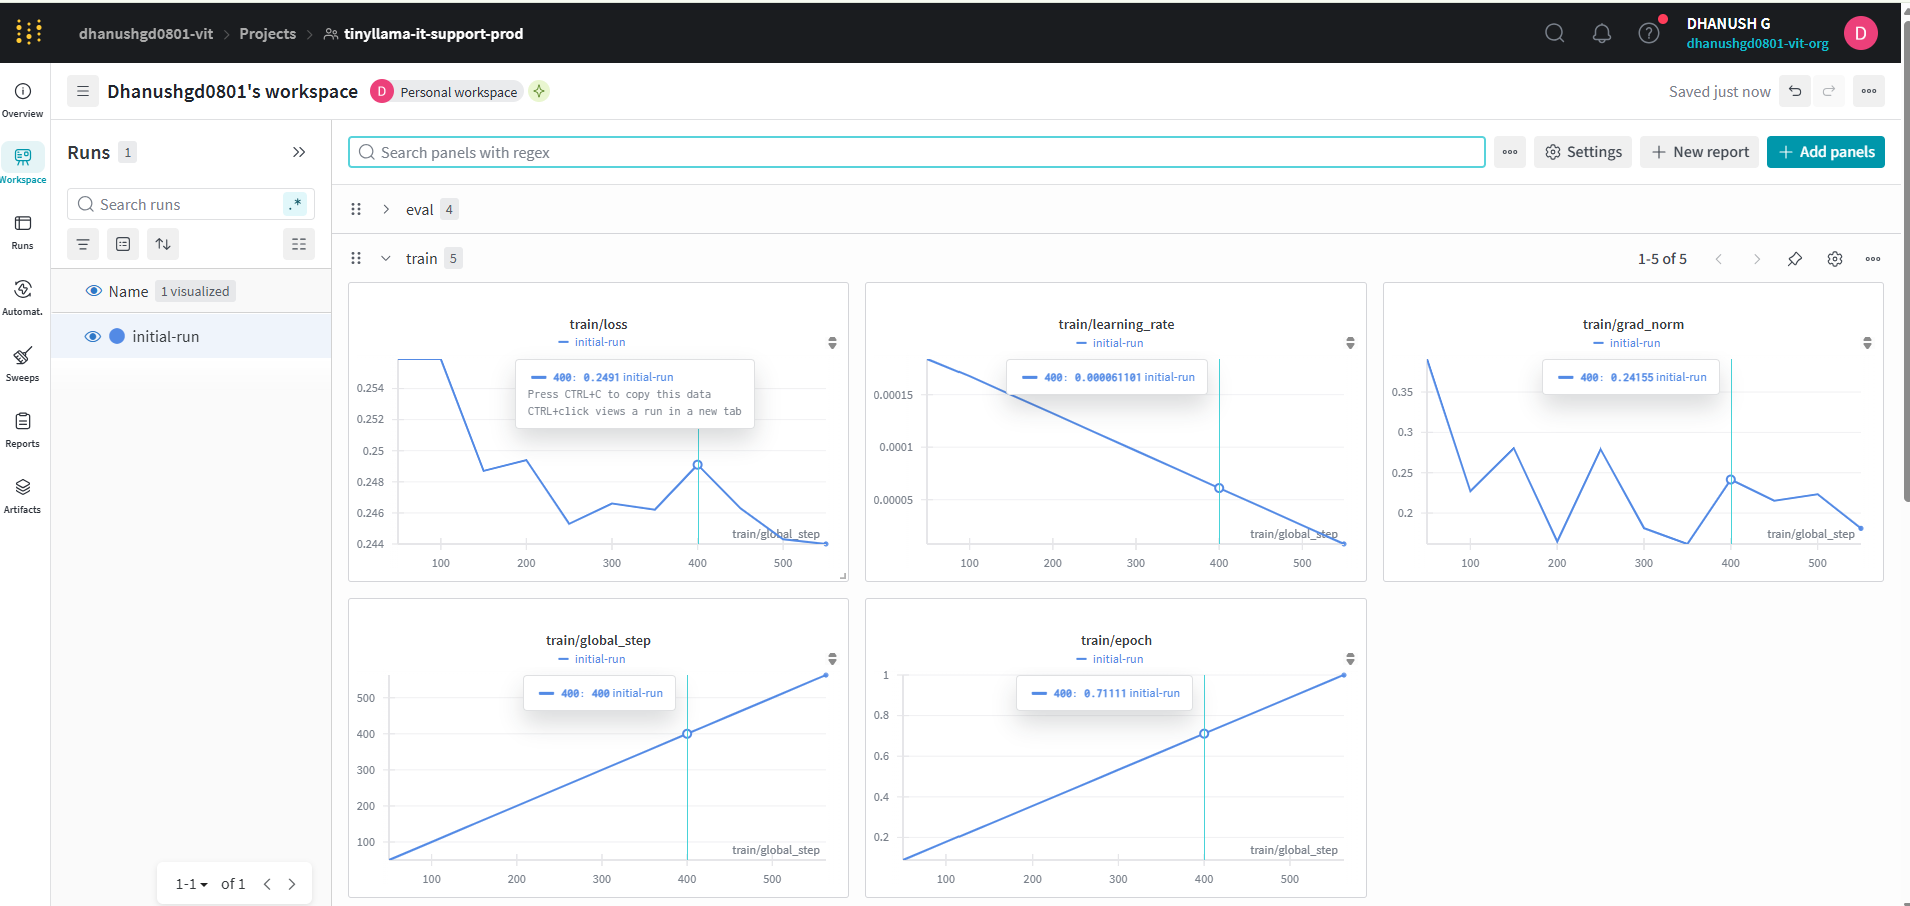 dhanushgd0801-vit > Projects > tinyllama-it-support-prod
DHANUSH G
dhanushgd0801-vit-org
D
Overview
Workspace
Runs
Automat.
Sweeps
Reports
Artifacts
Dhanushgd0801's workspace
D Personal workspace
Saved just now
Runs 1
Search runs
.*
Name 1 visualized
initial-run
1-1 of 1
Search panels with regex
Settings
New report
Add panels
eval 4
train 5
1-5 of 5
train/loss
initial-run
400: 0.2491 initial-run
Press CTRL+C to copy this data
CTRL+click views a run in a new tab
0.254
0.252
0.25
0.248
0.246
0.244
train/global_step
100 200 300 400 500
train/learning_rate
initial-run
400: 0.000061101 initial-run
0.00015
0.0001
0.00005
train/global_step
100 200 300 400 500
train/grad_norm
initial-run
400: 0.24155 initial-run
0.35
0.3
0.25
0.2
train/global_step
100 200 300 400 500
train/global_step
initial-run
400: 400 initial-run
500
400
300
200
100
train/global_step
100 200 300 400 500
train/epoch
initial-run
400: 0.71111 initial-run
1
0.8
0.6
0.4
0.2
train/global_step
100 200 300 400 500